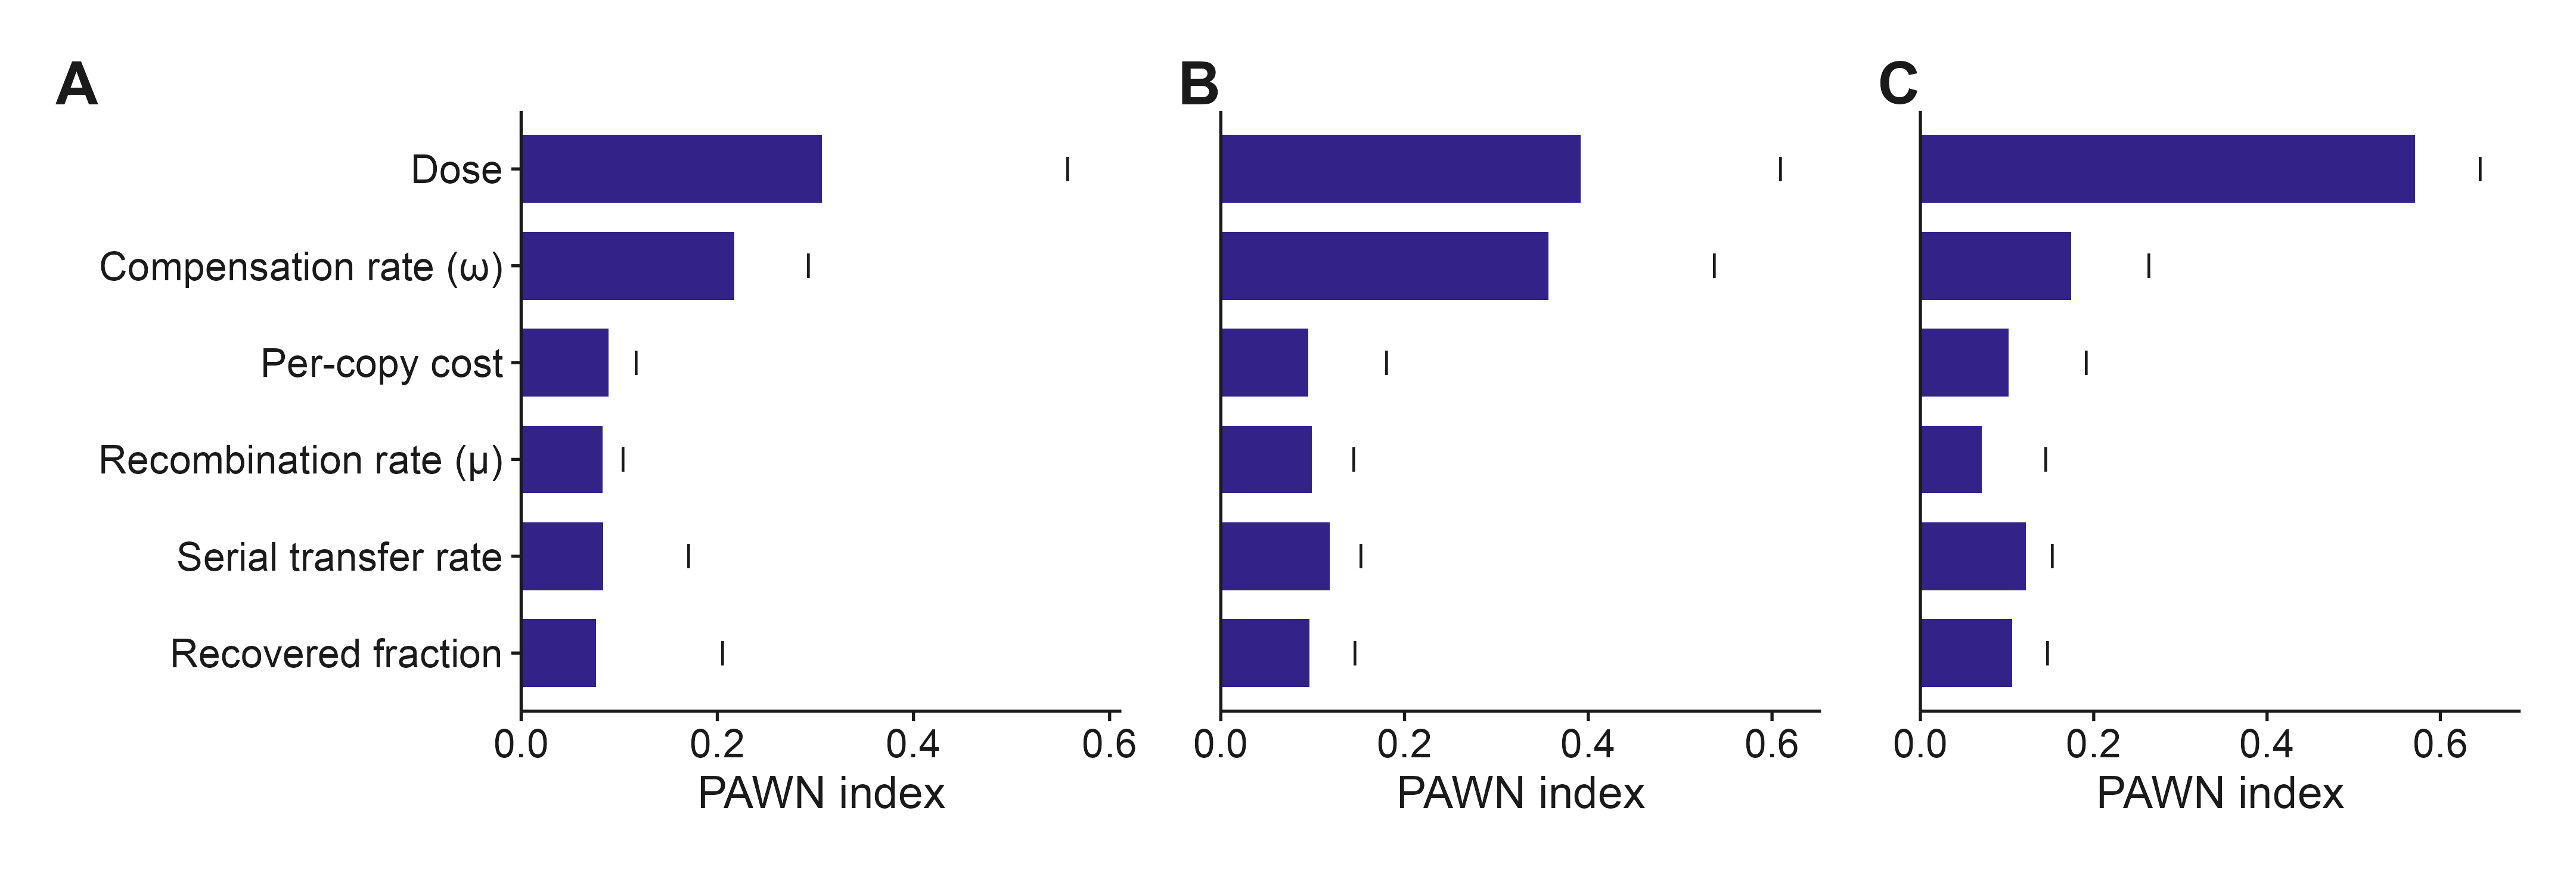 A
B
C
Dose
Compensation rate (ω)
Per-copy cost
Recombination rate (μ)
Serial transfer rate
Recovered fraction
0.0 0.2 0.4 0.6
0.0 0.2 0.4 0.6
0.0 0.2 0.4 0.6
PAWN index
PAWN index
PAWN index